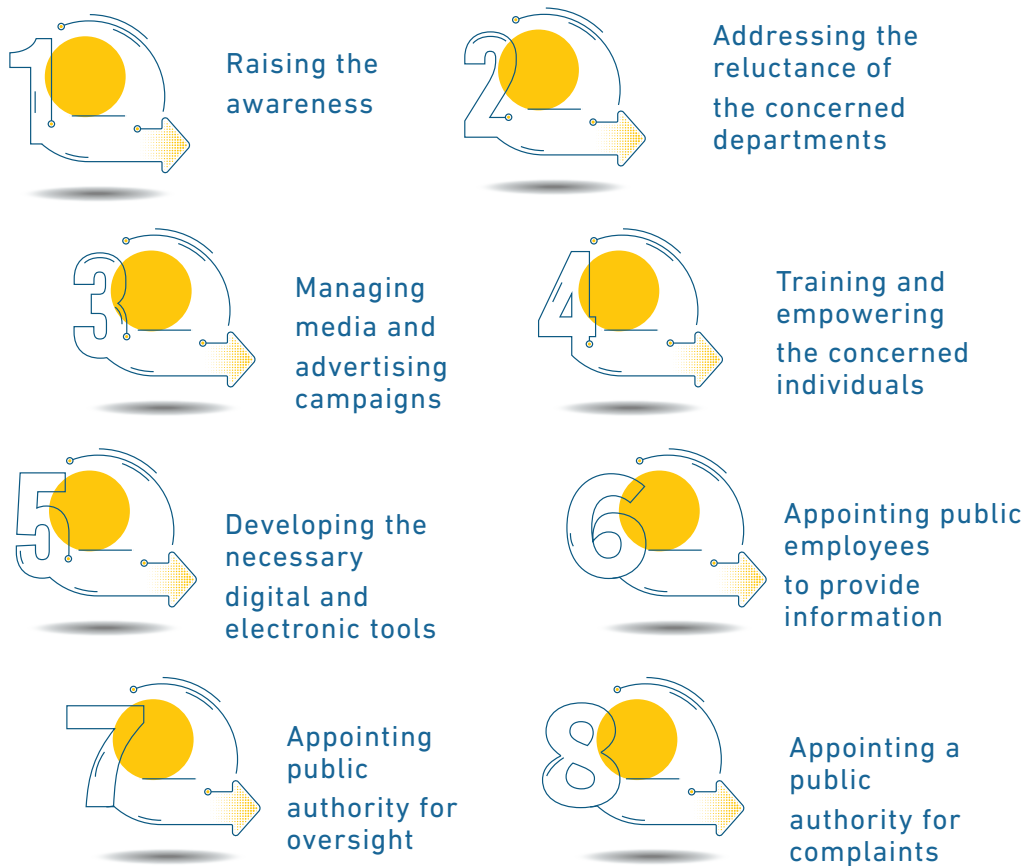 1
Raising the
awareness
2
Addressing the
reluctance of
the concerned
departments
3
Managing
media and
advertising
campaigns
4
Training and
empowering
the concerned
individuals
5
Developing the
necessary
digital and
electronic tools
6
Appointing public
employees
to provide
information
7
Appointing
public
authority for
oversight
8
Appointing a
public
authority for
complaints